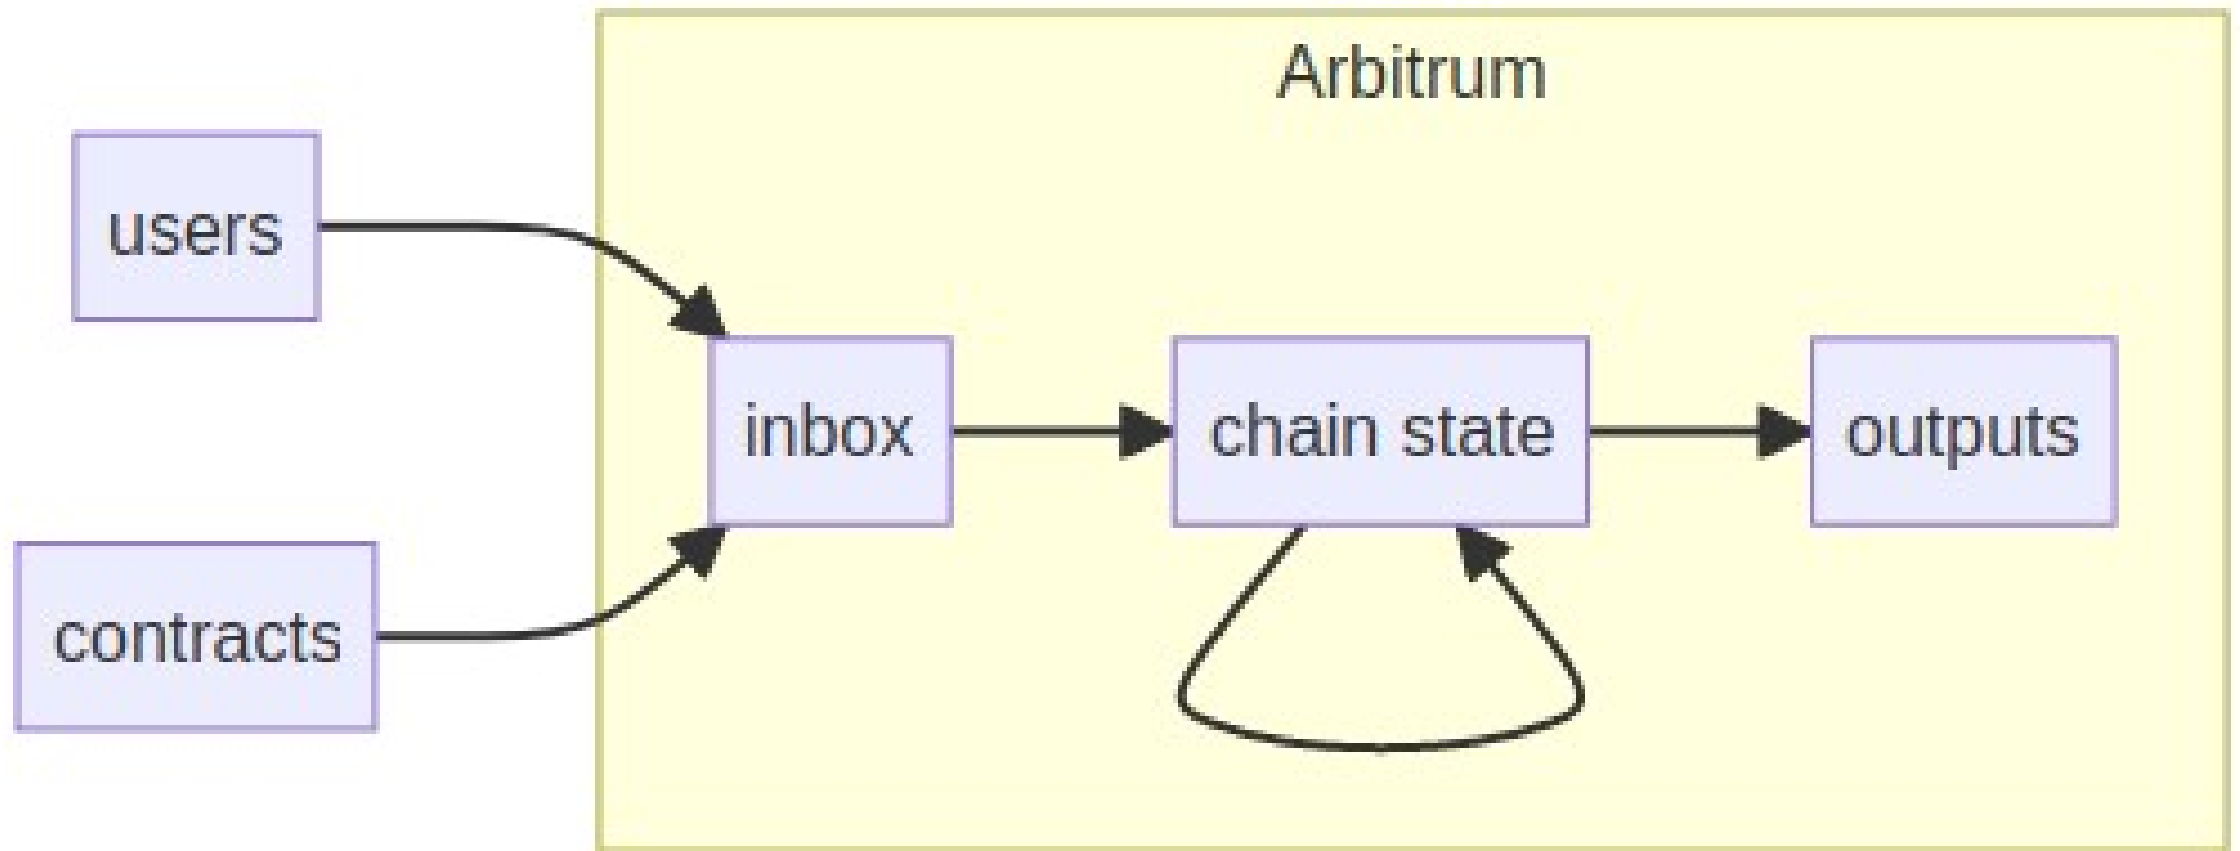 Arbitrum
users
inbox
chain state
outputs
contracts